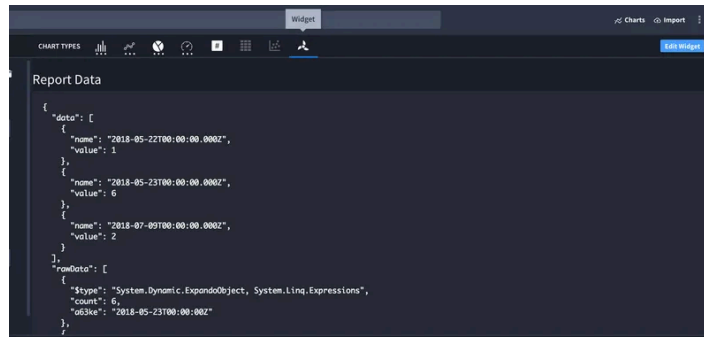 Widget
Charts Import
CHART TYPES # Edit Widget
Report Data
{
"data": [
{
"name": "2018-05-22T00:00:00.000Z",
"value": 1
},
{
"name": "2018-05-23T00:00:00.000Z",
"value": 6
},
{
"name": "2018-07-09T00:00:00.000Z",
"value": 2
}
],
"rawData": [
{
"$type": "System.Dynamic.ExpandoObject, System.Linq.Expressions",
"count": 6,
"a63ke": "2018-05-23T00:00:00Z"
},
{